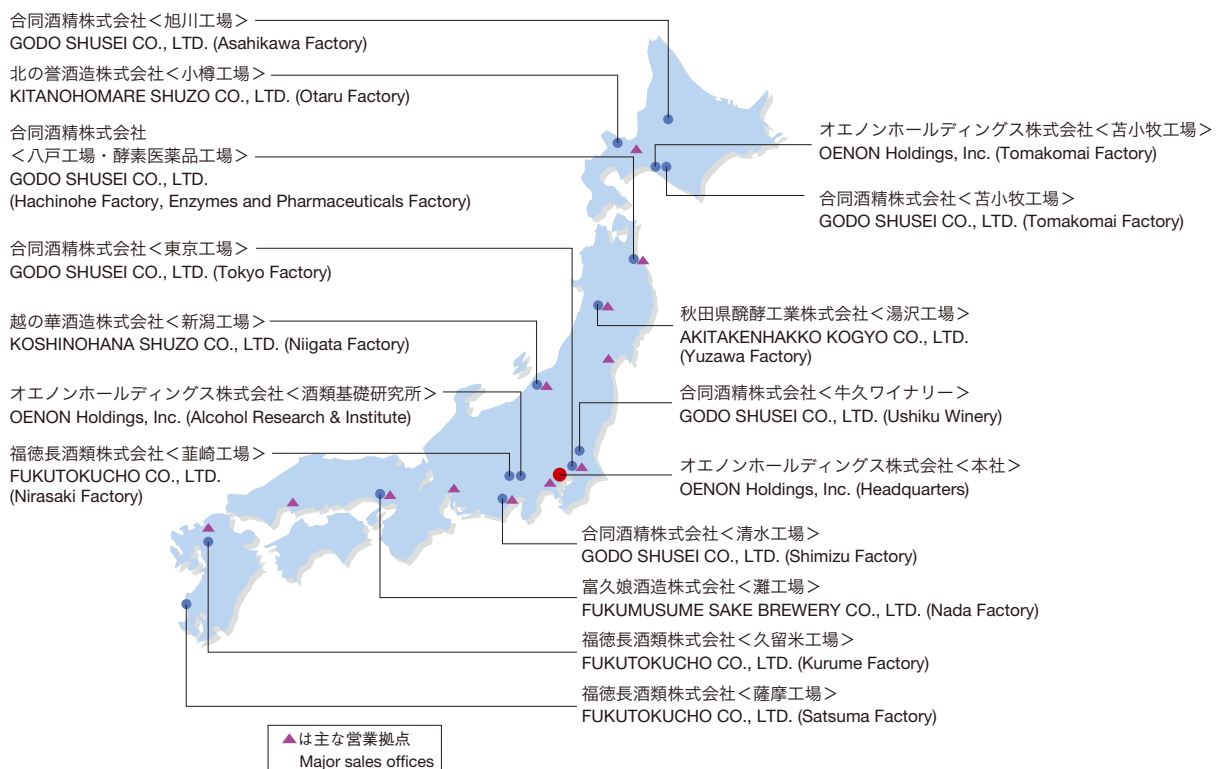 合同酒精株式会社＜旭川工場＞
GODO SHUSEI CO., LTD. (Asahikawa Factory)
北の誉酒造株式会社＜小樽工場＞
KITANOHOMARE SHUZO CO., LTD. (Otaru Factory)
合同酒精株式会社
＜八戸工場・酵素医薬品工場＞
GODO SHUSEI CO., LTD.
(Hachinohe Factory, Enzymes and Pharmaceuticals Factory)
合同酒精株式会社＜東京工場＞
GODO SHUSEI CO., LTD. (Tokyo Factory)
越の華酒造株式会社＜新潟工場＞
KOSHINOHANA SHUZO CO., LTD. (Niigata Factory)
オエノンホールディングス株式会社＜酒類基礎研究所＞
OENON Holdings, Inc. (Alcohol Research & Institute)
福徳長酒類株式会社＜韮崎工場＞
FUKUTOKUCHO CO., LTD.
(Nirasaki Factory)
オエノンホールディングス株式会社＜苫小牧工場＞
OENON Holdings, Inc. (Tomakomai Factory)
合同酒精株式会社＜苫小牧工場＞
GODO SHUSEI CO., LTD. (Tomakomai Factory)
秋田県醗酵工業株式会社＜湯沢工場＞
AKITAKENHAKKO KOGYO CO., LTD.
(Yuzawa Factory)
合同酒精株式会社＜牛久ワイナリー＞
GODO SHUSEI CO., LTD. (Ushiku Winery)
オエノンホールディングス株式会社＜本社＞
OENON Holdings, Inc. (Headquarters)
合同酒精株式会社＜清水工場＞
GODO SHUSEI CO., LTD. (Shimizu Factory)
富久娘酒造株式会社＜灘工場＞
FUKUMUSUME SAKE BREWERY CO., LTD. (Nada Factory)
福徳長酒類株式会社＜久留米工場＞
FUKUTOKUCHO CO., LTD. (Kurume Factory)
福徳長酒類株式会社＜薩摩工場＞
FUKUTOKUCHO CO., LTD. (Satsuma Factory)
▲は主な営業拠点
Major sales offices